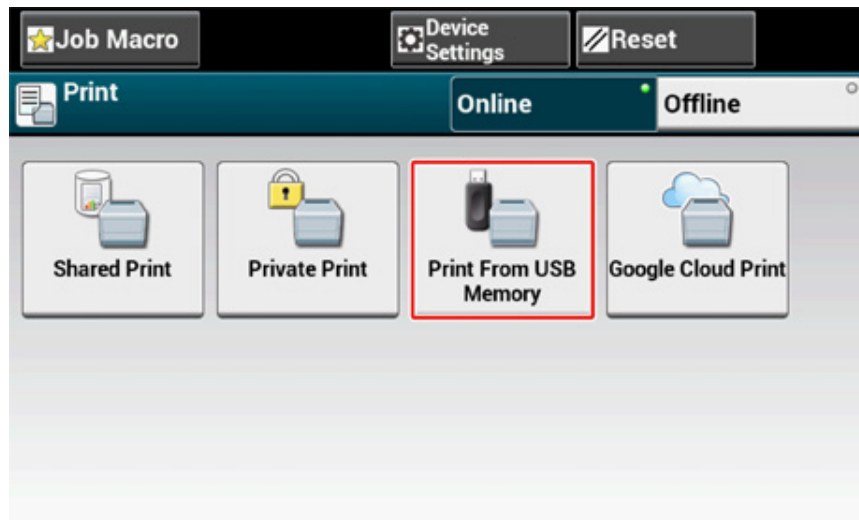 Job Macro
Device
Settings
Reset
Print
Online
Offline
Shared Print
Private Print
Print From USB
Memory
Google Cloud Print